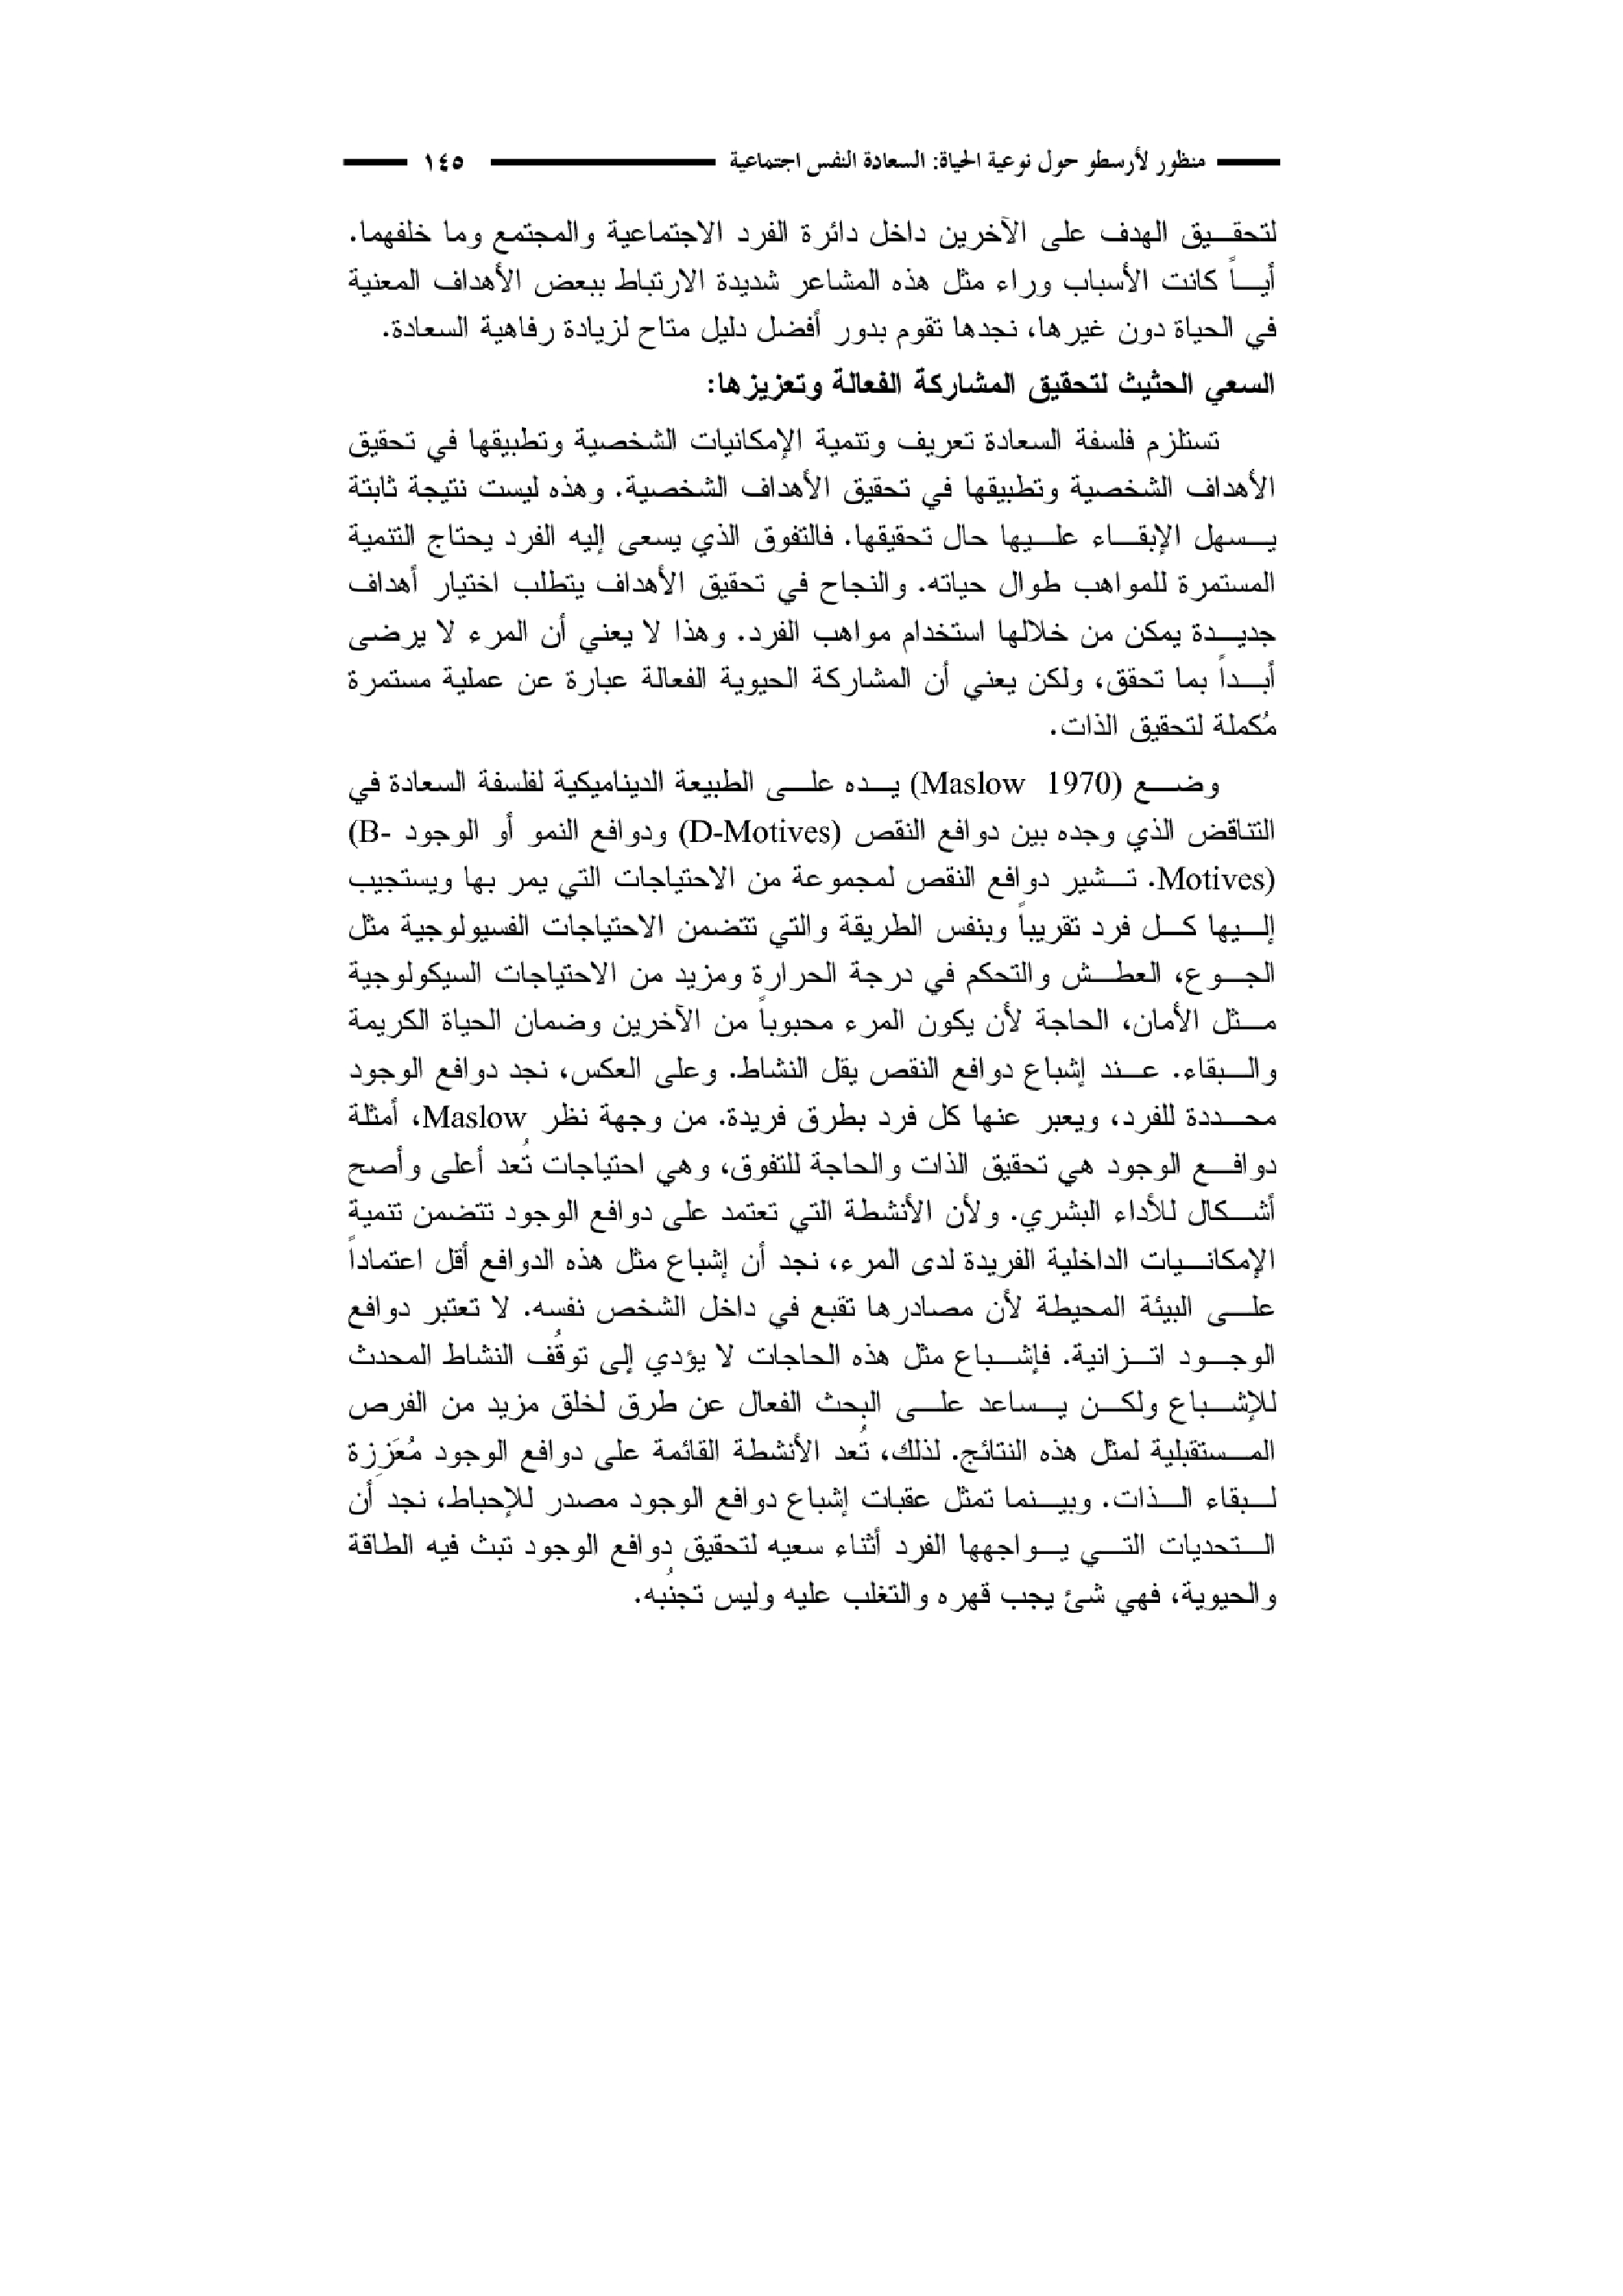 منظور لأرسطو حول نوعية الحياة: السعادة النفس اجتماعية ١٤٥
لتحقيق الهدف على الآخرين داخل دائرة الفرد الاجتماعية والمجتمع وما خلفهما.
أياً كانت الأسباب وراء مثل هذه المشاعر شديدة الارتباط ببعض الأهداف المعنية
في الحياة دون غيرها، نجدها تقوم بدور أفضل دليل متاح لزيادة رفاهية السعادة.
السعي الحثيث لتحقيق المشاركة الفعالة وتعزيزها:
تستلزم فلسفة السعادة تعريف وتنمية الإمكانيات الشخصية وتطبيقها في تحقيق
الأهداف الشخصية وتطبيقها في تحقيق الأهداف الشخصية. وهذه ليست نتيجة ثابتة
يسهل الإبقاء عليها حال تحقيقها. فالتفوق الذي يسعى إليه الفرد يحتاج التنمية
المستمرة للمواهب طوال حياته. والنجاح في تحقيق الأهداف يتطلب اختيار أهداف
جديدة يمكن من خلالها استخدام مواهب الفرد. وهذا لا يعني أن المرء لا يرضى
أبداً بما تحقق، ولكن يعني أن المشاركة الحيوية الفعالة عبارة عن عملية مستمرة
مُكملة لتحقيق الذات.
وضع (Maslow 1970) يده على الطبيعة الديناميكية لفلسفة السعادة في
التناقض الذي وجده بين دوافع النقص (D-Motives) ودوافع النمو أو الوجود (B-
Motives). تشير دوافع النقص لمجموعة من الاحتياجات التي يمر بها ويستجيب
إليها كل فرد تقريباً وبنفس الطريقة والتي تتضمن الاحتياجات الفسيولوجية مثل
الجوع، العطش والتحكم في درجة الحرارة ومزيد من الاحتياجات السيكولوجية
مثل الأمان، الحاجة لأن يكون المرء محبوباً من الآخرين وضمان الحياة الكريمة
والبقاء. عند إشباع دوافع النقص يقل النشاط. وعلى العكس، نجد دوافع الوجود
محددة للفرد، ويعبر عنها كل فرد بطرق فريدة. من وجهة نظر Maslow، أمثلة
دوافع الوجود هي تحقيق الذات والحاجة للتفوق، وهي احتياجات تُعد أعلى وأصح
أشكال للأداء البشري. ولأن الأنشطة التي تعتمد على دوافع الوجود تتضمن تنمية
الإمكانيات الداخلية الفريدة لدى المرء، نجد أن إشباع مثل هذه الدوافع أقل اعتماداً
على البيئة المحيطة لأن مصادرها تقبع في داخل الشخص نفسه. لا تعتبر دوافع
الوجود اتزانية. فإشباع مثل هذه الحاجات لا يؤدي إلى توقُف النشاط المحدث
للإشباع ولكن يساعد على البحث الفعال عن طرق لخلق مزيد من الفرص
المستقبلية لمثل هذه النتائج. لذلك، تُعد الأنشطة القائمة على دوافع الوجود مُعَزِزة
لبقاء الذات. وبينما تمثل عقبات إشباع دوافع الوجود مصدر للإحباط، نجد أن
التحديات التي يواجهها الفرد أثناء سعيه لتحقيق دوافع الوجود تبث فيه الطاقة
والحيوية، فهي شئ يجب قهره والتغلب عليه وليس تجنُبه.